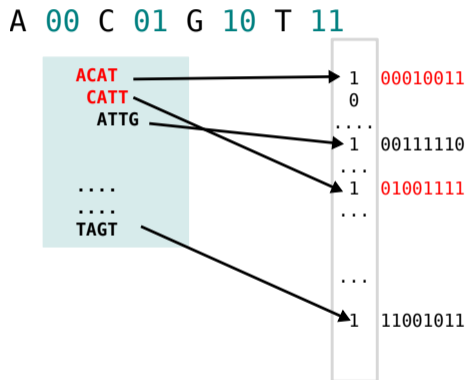 A 00 C 01 G 10 T 11
ACAT 1 00010011
CATT 0
ATTG ....
1 00111110
...
.... 1 01001111
.... ...
TAGT
...
1 11001011